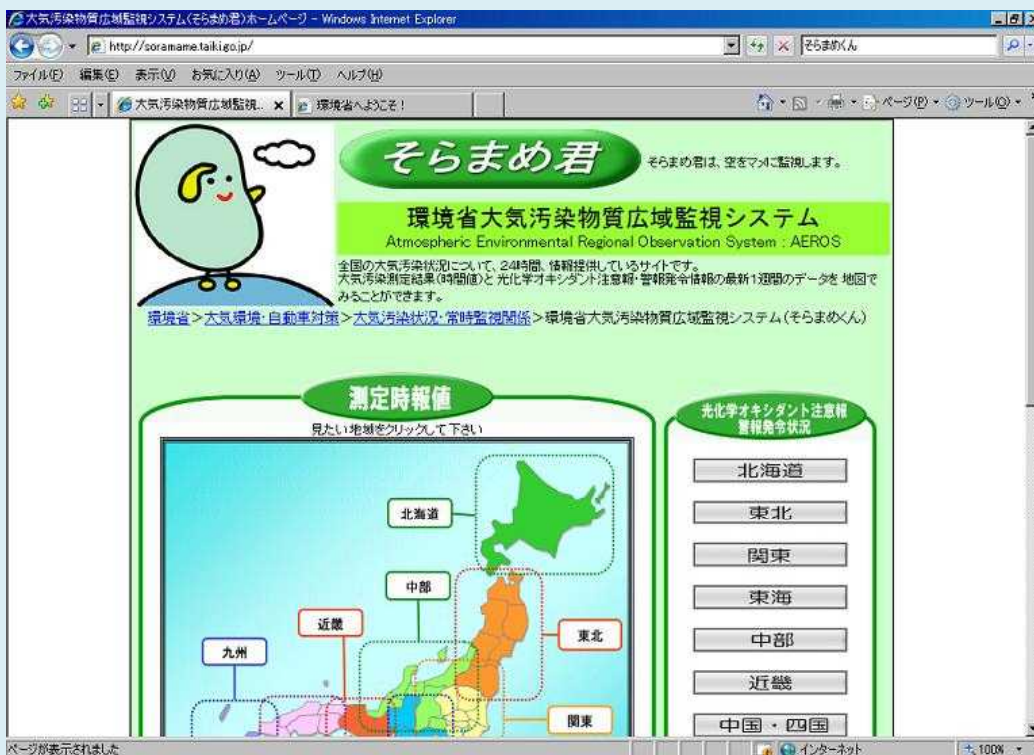 大気汚染物質広域監視システム(そらまめ君)ホームページ - Windows Internet Explorer
http://soramame.taiki.go.jp/
そらまめくん
ファイル(F) 編集(E) 表示(V) お気に入り(A) ツール(T) ヘルプ(H)
大気汚染物質広域監視...
環境省へようこそ!
ページ(P)
ツール(O)
そらまめ君
そらまめ君は、空をマメに監視します。
環境省大気汚染物質広域監視システム
Atmospheric Environmental Regional Observation System : AEROS
全国の大気汚染状況について、24時間、情報提供しているサイトです。
大気汚染測定結果(時間値)と 光化学オキシダント注意報・警報発令情報の最新1週間のデータを 地図で
みることができます。
環境省>大気環境・自動車対策>大気汚染状況・常時監視関係>環境省大気汚染物質広域監視システム(そらまめくん)
測定時報値
見たい地域をクリックして下さい
北海道
中部
近畿
東北
九州
関東
光化学オキシダント注意報
警報発令状況
北海道
東北
関東
東海
中部
近畿
中国・四国
ページが表示されました
インターネット
100%